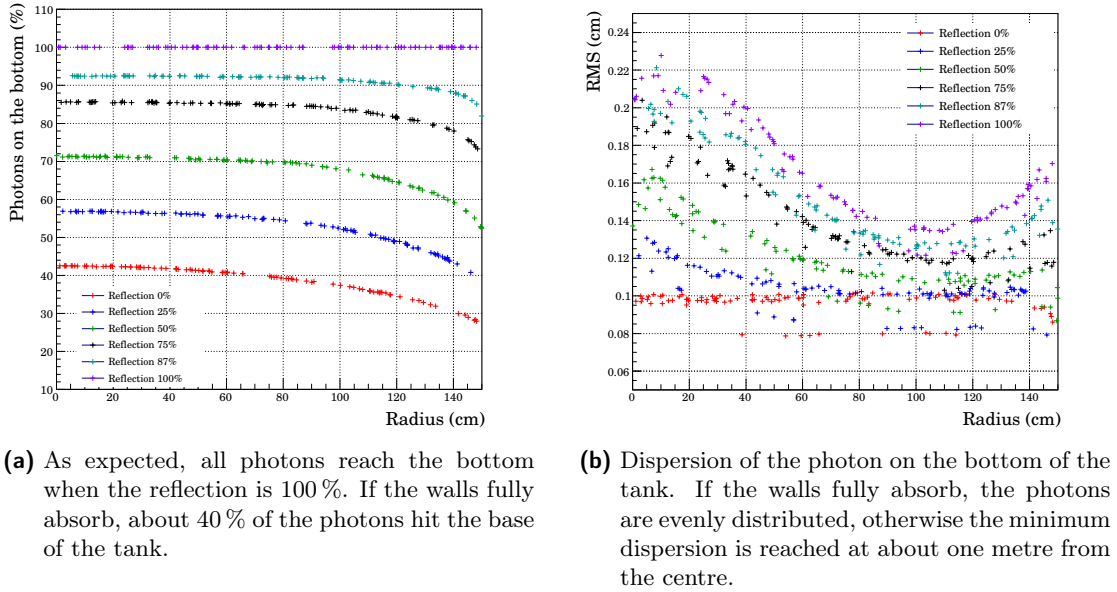 110
100
90
80
70
60
50
40
30
20
10
Photons on the bottom (%)
Reflection 0%
Reflection 25%
Reflection 50%
Reflection 75%
Reflection 87%
Reflection 100%
0 20 40 60 80 100 120 140
Radius (cm)
(a) As expected, all photons reach the bottom
when the reflection is 100 %. If the walls fully
absorb, about 40 % of the photons hit the base
of the tank.
0.24
0.22
0.2
0.18
0.16
0.14
0.12
0.1
0.08
0.06
RMS (cm)
Reflection 0%
Reflection 25%
Reflection 50%
Reflection 75%
Reflection 87%
Reflection 100%
0 20 40 60 80 100 120 140
Radius (cm)
(b) Dispersion of the photon on the bottom of the
tank. If the walls fully absorb, the photons
are evenly distributed, otherwise the minimum
dispersion is reached at about one metre from
the centre.